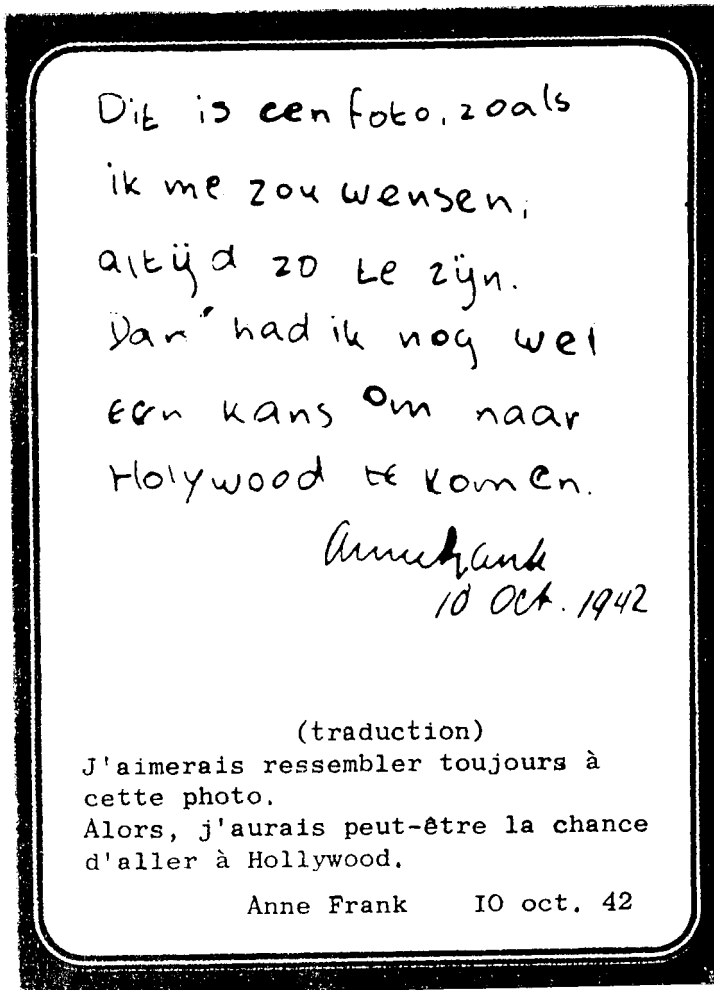 Dit is een foto, zoals
ik me zou wensen,
altijd zo te zijn.
Dan had ik nog wel
een kans om naar
Holywood te komen.
Anne Frank
10 Oct. 1942
(traduction)
J'aimerais ressembler toujours à
cette photo.
Alors, j'aurais peut-être la chance
d'aller à Hollywood.
Anne Frank IO oct. 42